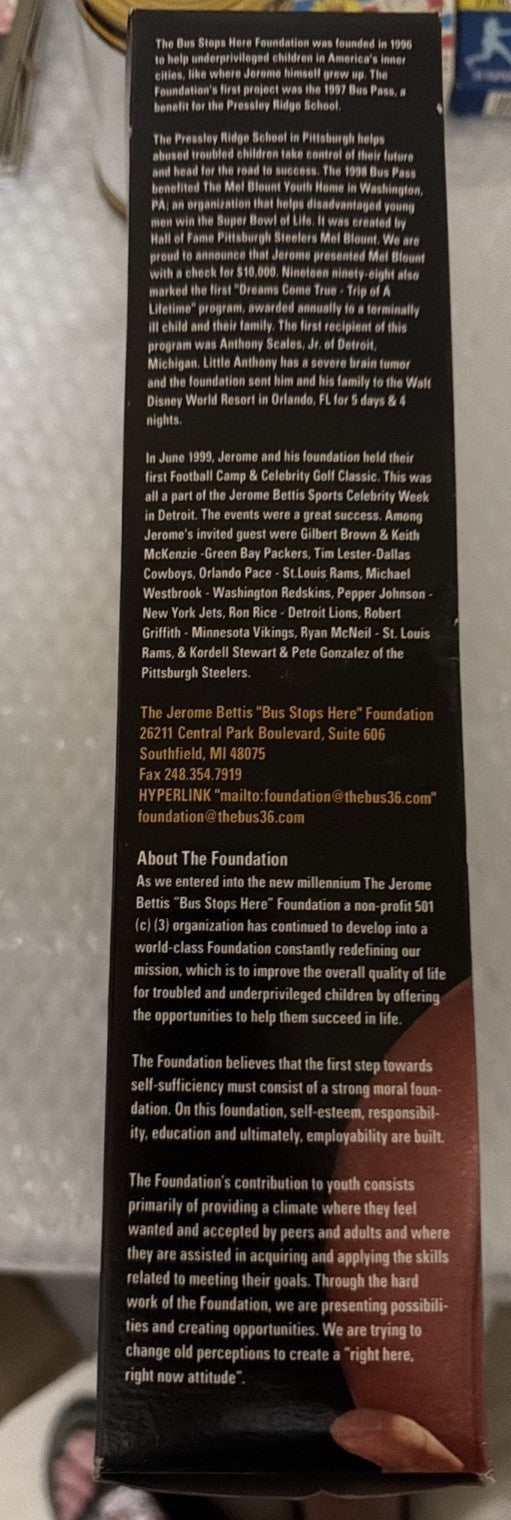 The Bus Stops Here Foundation was founded in 1996
to help underprivileged children in America's inner
cities, like where Jerome himself grew up. The
Foundation's first project was the 1997 Bus Pass, a
benefit for the Pressley Ridge School.
The Pressley Ridge School in Pittsburgh helps
abused troubled children take control of their future
and head for the road to success. The 1998 Bus Pass
benefited The Mel Blount Youth Home in Washington,
PA; an organization that helps disadvantaged young
men win the Super Bowl of Life. It was created by
Hall of Fame Pittsburgh Steelers Mel Blount. We are
proud to announce that Jerome presented Mel Blount
with a check for $10,000. Nineteen ninety-eight also
marked the first "Dreams Come True - Trip of A
Lifetime" program, awarded annually to a terminally
ill child and their family. The first recipient of this
program was Anthony Scales, Jr. of Detroit,
Michigan. Little Anthony has a severe brain tumor
and the foundation sent him and his family to the Walt
Disney World Resort in Orlando, FL for 5 days & 4
nights.
In June 1999, Jerome and his foundation held their
first Football Camp & Celebrity Golf Classic. This was
all a part of the Jerome Bettis Sports Celebrity Week
in Detroit. The events were a great success. Among
Jerome's invited guest were Gilbert Brown & Keith
McKenzie -Green Bay Packers, Tim Lester-Dallas
Cowboys, Orlando Pace - St.Louis Rams, Michael
Westbrook - Washington Redskins, Pepper Johnson -
New York Jets, Ron Rice - Detroit Lions, Robert
Griffith - Minnesota Vikings, Ryan McNeil - St. Louis
Rams, & Kordell Stewart & Pete Gonzalez of the
Pittsburgh Steelers.
The Jerome Bettis "Bus Stops Here" Foundation
26211 Central Park Boulevard, Suite 606
Southfield, MI 48075
Fax 248.354.7919
HYPERLINK "mailto:foundation@thebus36.com"
foundation@thebus36.com
About The Foundation
As we entered into the new millennium The Jerome
Bettis "Bus Stops Here" Foundation a non-profit 501
(c) (3) organization has continued to develop into a
world-class Foundation constantly redefining our
mission, which is to improve the overall quality of life
for troubled and underprivileged children by offering
the opportunities to help them succeed in life.
The Foundation believes that the first step towards
self-sufficiency must consist of a strong moral foun-
dation. On this foundation, self-esteem, responsibil-
ity, education and ultimately, employability are built.
The Foundation's contribution to youth consists
primarily of providing a climate where they feel
wanted and accepted by peers and adults and where
they are assisted in acquiring and applying the skills
related to meeting their goals. Through the hard
work of the Foundation, we are presenting possibili-
ties and creating opportunities. We are trying to
change old perceptions to create a "right here,
right now attitude".